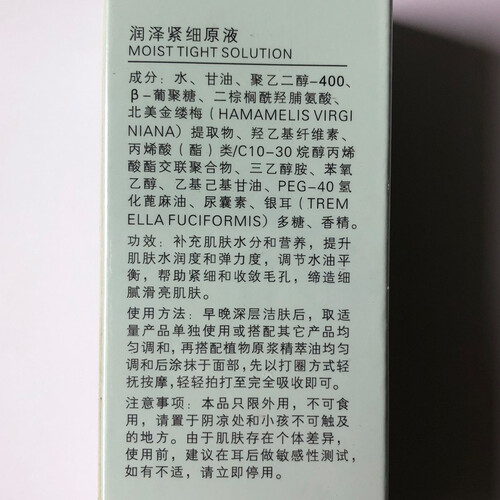 润泽紧细原液
MOIST TIGHT SOLUTION
成分：水、甘油、聚乙二醇-400、
β-葡聚糖、二棕榈酰羟脯氨酸、
北美金缕梅(HAMAMELIS VIRGI
NIANA)提取物、羟乙基纤维素、
丙烯酸（酯）类/C10-30 烷醇丙烯
酸酯交联聚合物、三乙醇胺、苯氧
乙醇、乙基己基甘油、PEG-40 氢
化蓖麻油、尿囊素、银耳(TREM
ELLA FUCIFORMIS) 多糖、香精。
功效：补充肌肤水分和营养，提升
肌肤水润度和弹力度，调节水油平
衡，帮助紧细和收敛毛孔，缔造细
腻滑亮肌肤。
使用方法：早晚深层洁肤后，取适
量产品单独使用或搭配其它产品均
匀调和，再搭配植物原浆精萃油均匀
调和后涂抹于面部，先以打圈方式轻
抚按摩，轻轻拍打至完全吸收即可。
注意事项：本品只限外用，不可食
用，请置于阴凉处和小孩不可触及
的地方。由于肌肤存在个体差异，
使用前，建议在耳后做敏感性测试，
如有不适，请立即停用。